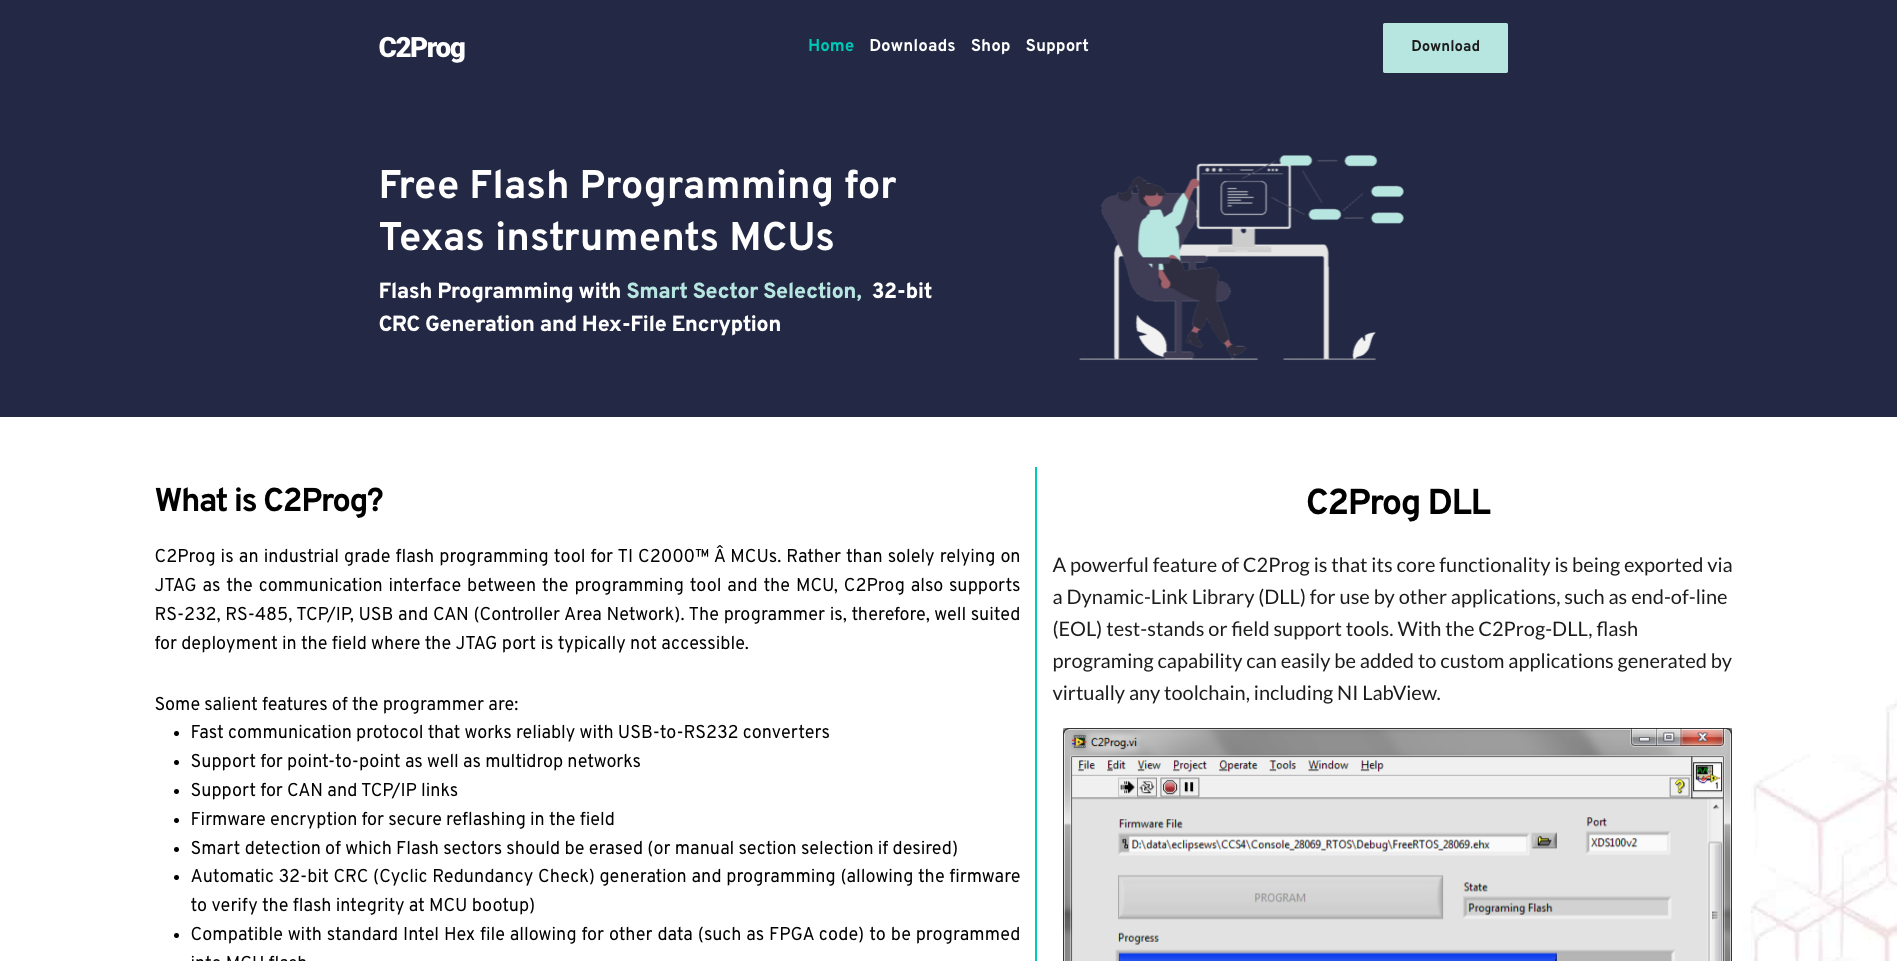 C2Prog
Home Downloads Shop Support
Download
Free Flash Programming for
Texas instruments MCUs
Flash Programming with Smart Sector Selection, 32-bit
CRC Generation and Hex-File Encryption
What is C2Prog?
C2Prog is an industrial grade flash programming tool for TI C2000™ Â MCUs. Rather than solely relying on
JTAG as the communication interface between the programming tool and the MCU, C2Prog also supports
RS-232, RS-485, TCP/IP, USB and CAN (Controller Area Network). The programmer is, therefore, well suited
for deployment in the field where the JTAG port is typically not accessible.
Some salient features of the programmer are:
• Fast communication protocol that works reliably with USB-to-RS232 converters
• Support for point-to-point as well as multidrop networks
• Support for CAN and TCP/IP links
• Firmware encryption for secure reflashing in the field
• Smart detection of which Flash sectors should be erased (or manual section selection if desired)
• Automatic 32-bit CRC (Cyclic Redundancy Check) generation and programming (allowing the firmware
to verify the flash integrity at MCU bootup)
• Compatible with standard Intel Hex file allowing for other data (such as FPGA code) to be programmed
into MCU flash
C2Prog DLL
A powerful feature of C2Prog is that its core functionality is being exported via
a Dynamic-Link Library (DLL) for use by other applications, such as end-of-line
(EOL) test-stands or field support tools. With the C2Prog-DLL, flash
programing capability can easily be added to custom applications generated by
virtually any toolchain, including NI LabView.
C2Prog.vi
File Edit View Project Operate Tools Window Help
?
1
Firmware File
Port
D:\data\eclipsews\CCS4\Console_28069_RTOS\Debug\FreeRTOS_28069.ehx
XDS100v2
PROGRAM
State
Programing Flash
Progress